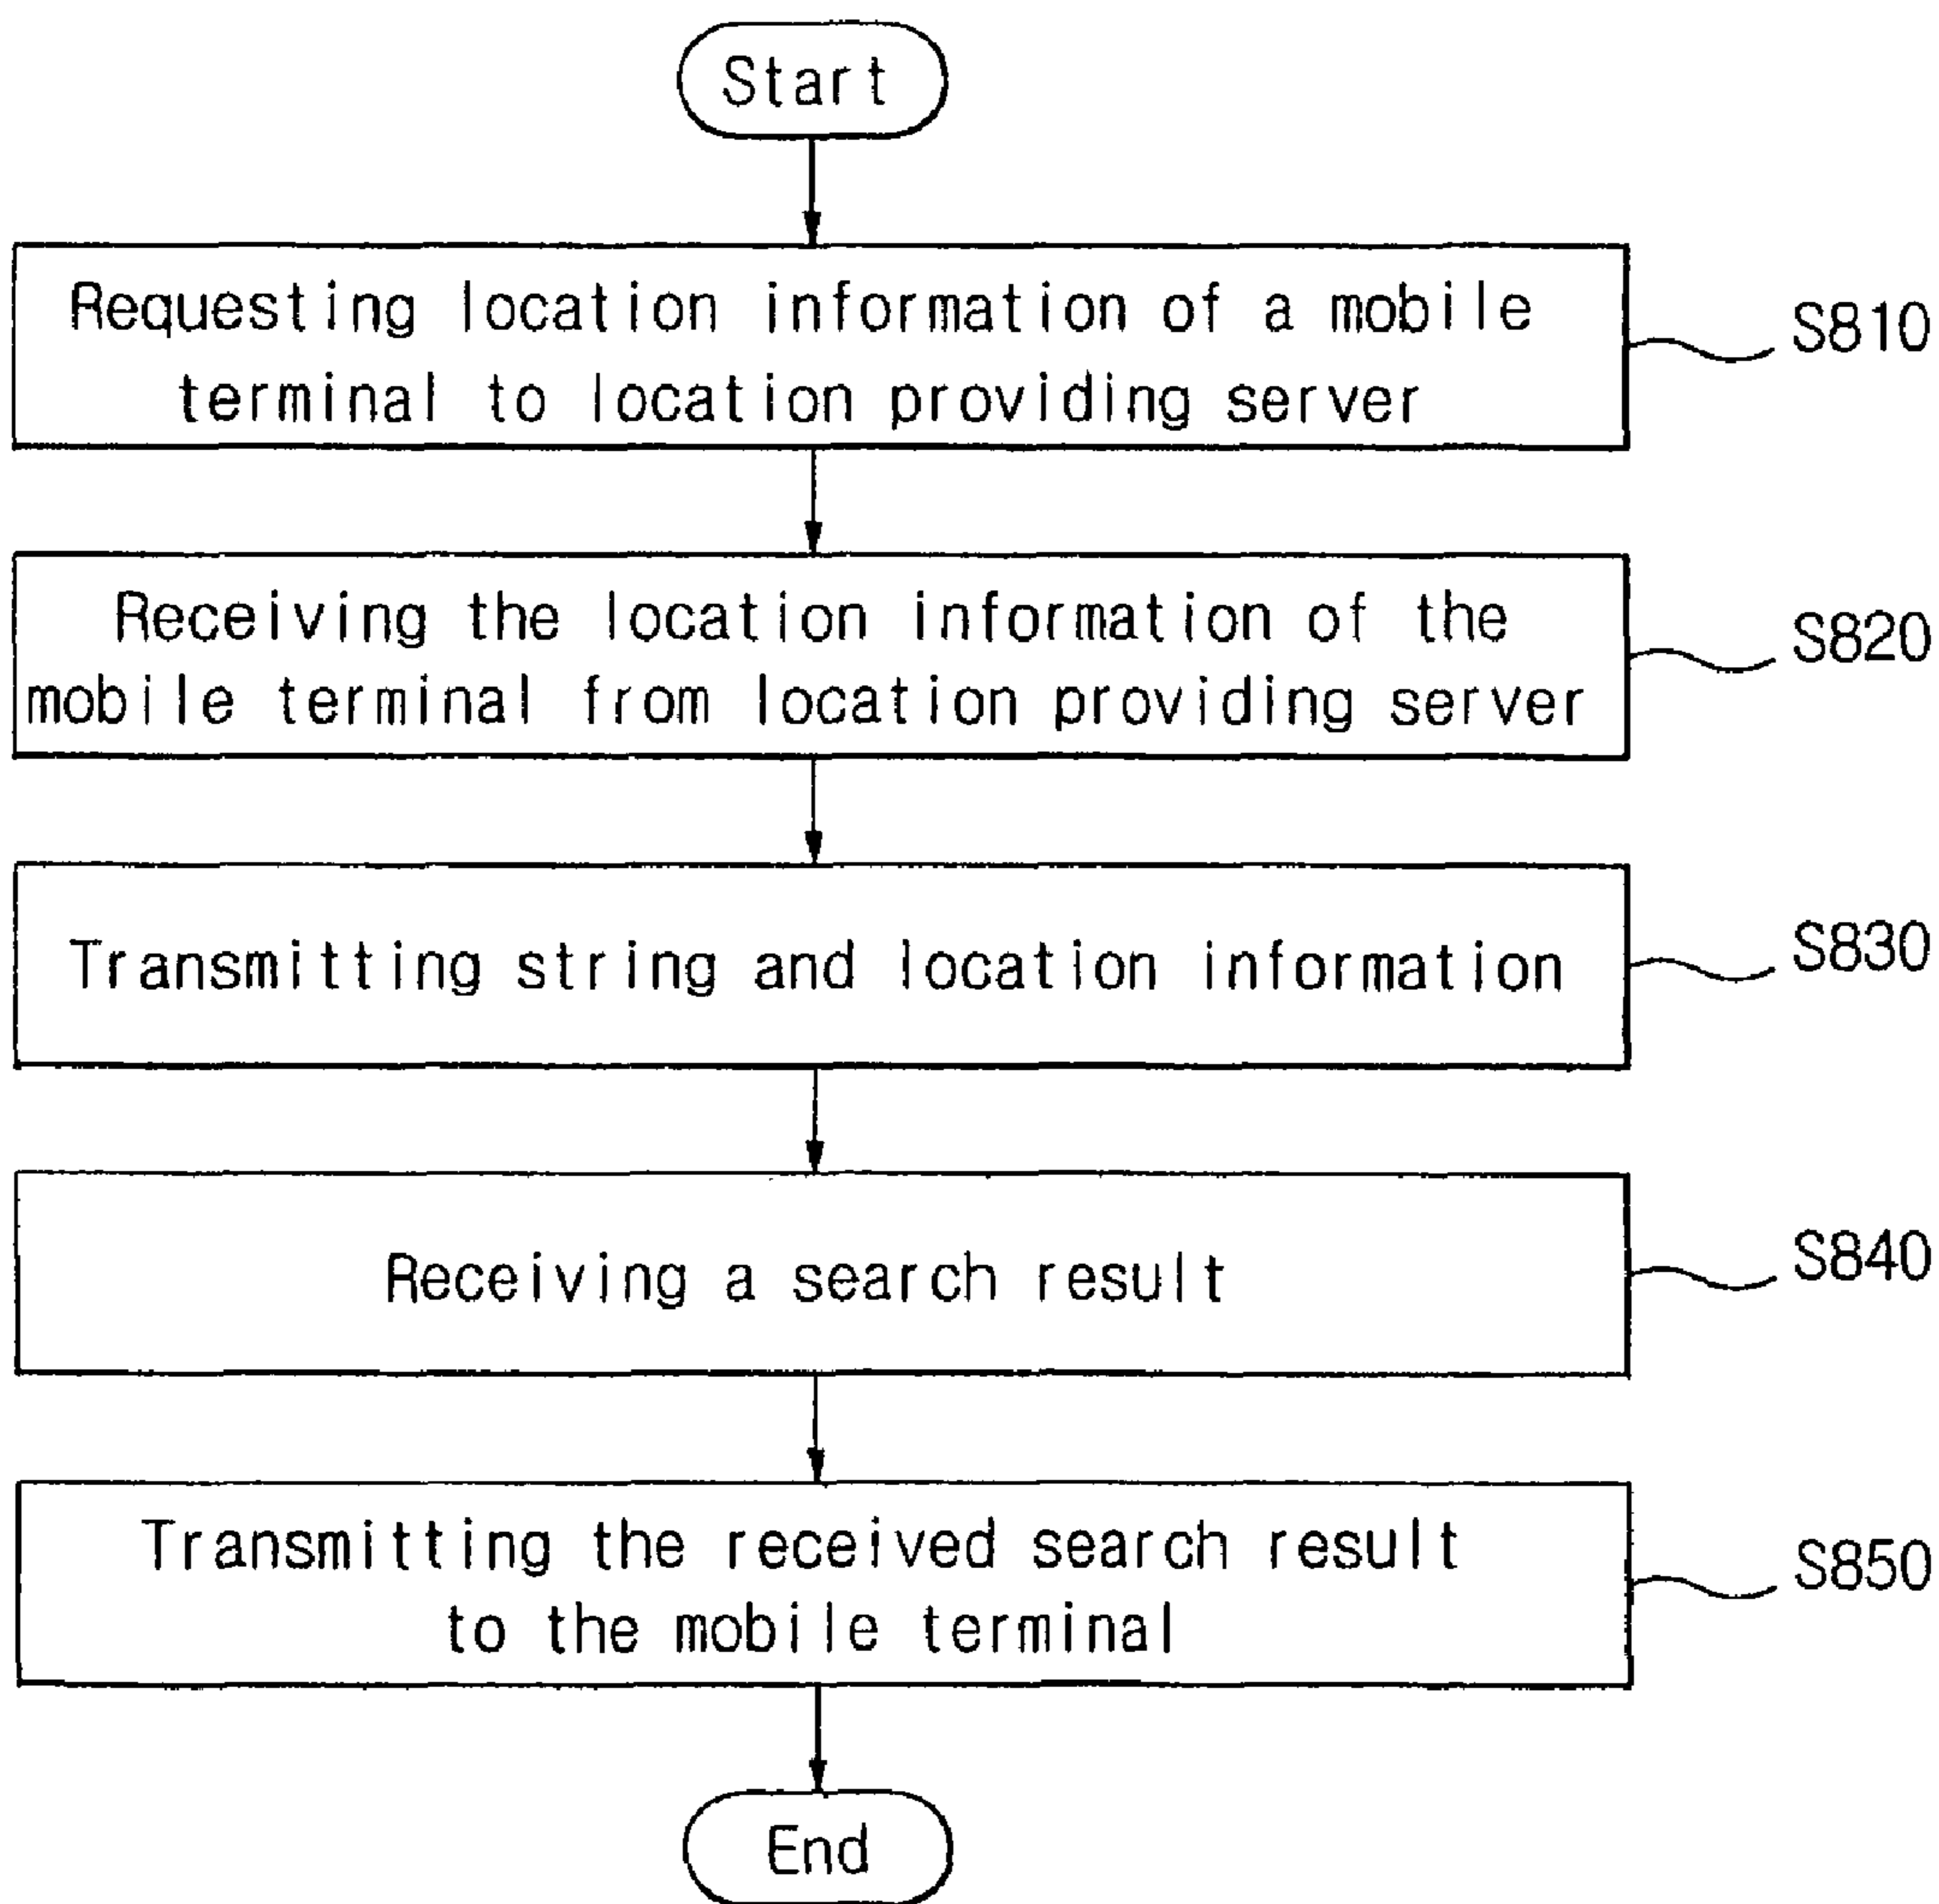 Start
Requesting location information of a mobile
terminal to location providing server
S810
Receiving the location information of the
mobile terminal from location providing server
S820
Transmitting string and location information
S830
Receiving a search result
S840
Transmitting the received search result
to the mobile terminal
S850
End